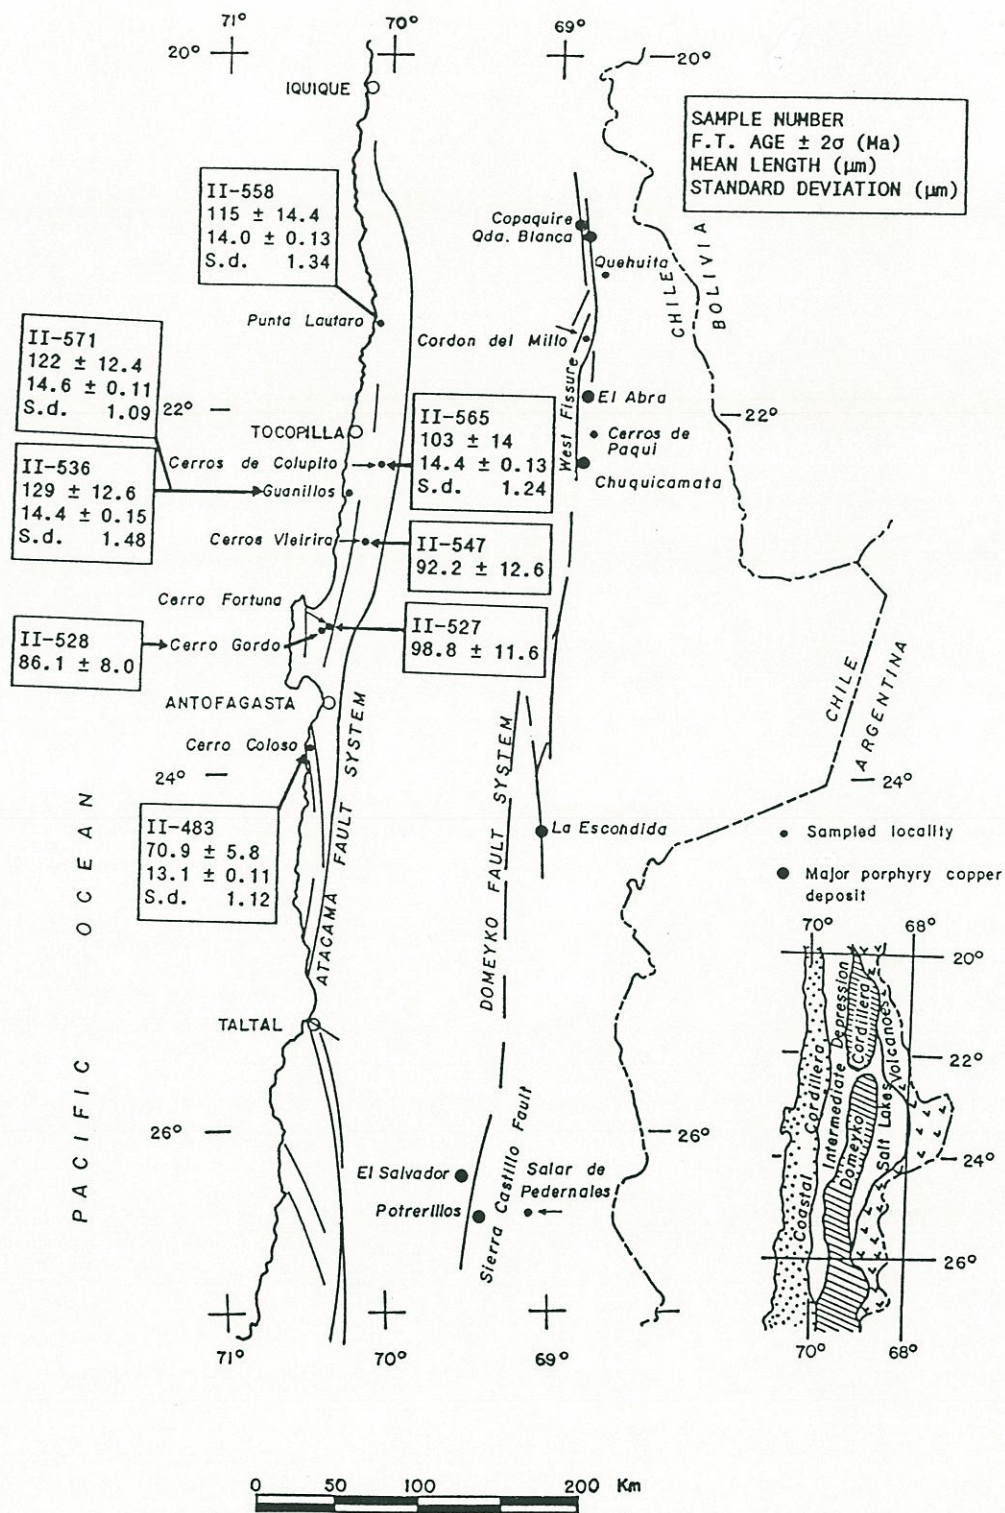 71°
70°
69°
20°
20°
IQUIQUE
SAMPLE NUMBER
F.T. AGE ± 2σ (Ma)
MEAN LENGTH (μm)
STANDARD DEVIATION (μm)
II-558
115 ± 14.4
14.0 ± 0.13
S.d. 1.34
Copaquire
Qda. Blanca
Quehuita
CHILE
BOLIVIA
Punta Lautaro
Cordon del Millo
II-571
122 ± 12.4
14.6 ± 0.11
S.d. 1.09
West Fissure
El Abra
22°
22°
TOCOPILLA
II-565
103 ± 14
14.4 ± 0.13
S.d. 1.24
Cerros de
Paqui
Chuquicamata
Cerros de Colupito
II-536
129 ± 12.6
14.4 ± 0.15
S.d. 1.48
Guanillos
Cerros Vleirira
II-547
92.2 ± 12.6
Cerro Fortuna
II-528
86.1 ± 8.0
Cerro Gordo
II-527
98.8 ± 11.6
ANTOFAGASTA
CHILE
ARGENTINA
Cerro Coloso
24°
24°
ATACAMA FAULT SYSTEM
DOMEYKO FAULT SYSTEM
II-483
70.9 ± 5.8
13.1 ± 0.11
S.d. 1.12
La Escondida
Sampled locality
Major porphyry copper
deposit
PACIFIC OCEAN
TALTAL
70°
68°
20°
22°
24°
26°
Coastal Cordillera
Intermediate Depression
Domeyko Cordillera
Salt Lakes
Volcanoes
70°
68°
26°
26°
El Salvador
Potrerillos
Sierra Castillo Fault
Salar de
Pedernales
71°
70°
69°
0 50 100 200 Km